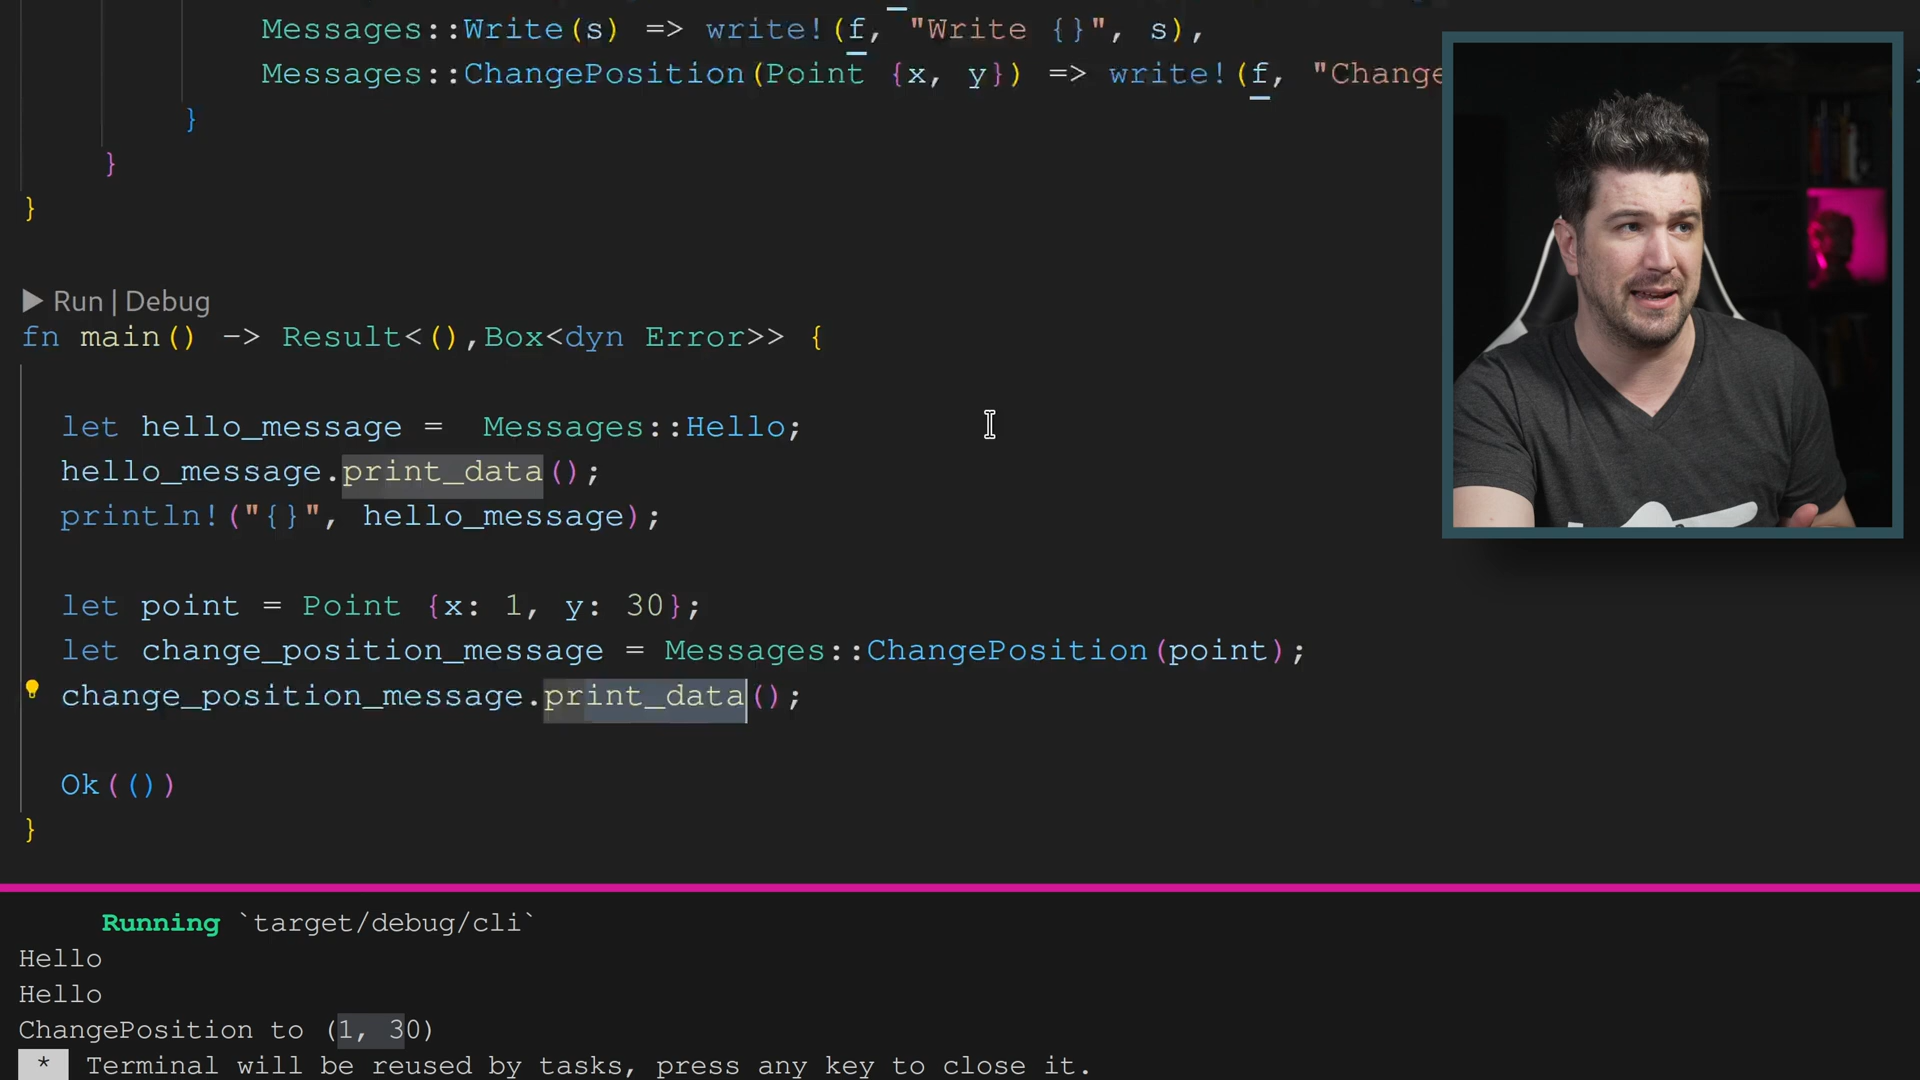 Messages::Write(s) => write!(f, "Write {}", s),
Messages::ChangePosition(Point {x, y}) => write!(f, "Change
}
}
}
▶ Run | Debug
fn main() -> Result<(),Box<dyn Error>> {
let hello_message =  Messages::Hello;
hello_message.print_data();
println!("{}", hello_message);
let point = Point {x: 1, y: 30};
let change_position_message = Messages::ChangePosition(point);
change_position_message.print_data();
Ok(())
}
Running `target/debug/cli`
Hello
Hello
ChangePosition to (1, 30)
* Terminal will be reused by tasks, press any key to close it.